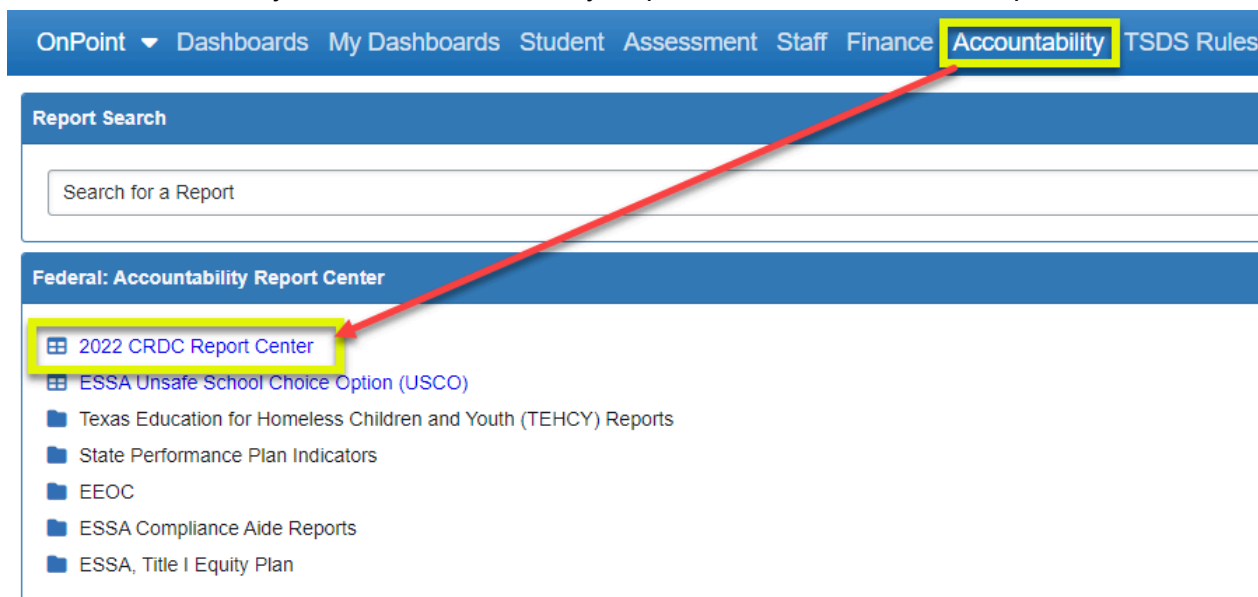 OnPoint Dashboards My Dashboards Student Assessment Staff Finance Accountability TSDS Rules
Report Search
Search for a Report
Federal: Accountability Report Center
2022 CRDC Report Center
ESSA Unsafe School Choice Option (USCO)
Texas Education for Homeless Children and Youth (TEHCY) Reports
State Performance Plan Indicators
EEOC
ESSA Compliance Aide Reports
ESSA, Title I Equity Plan